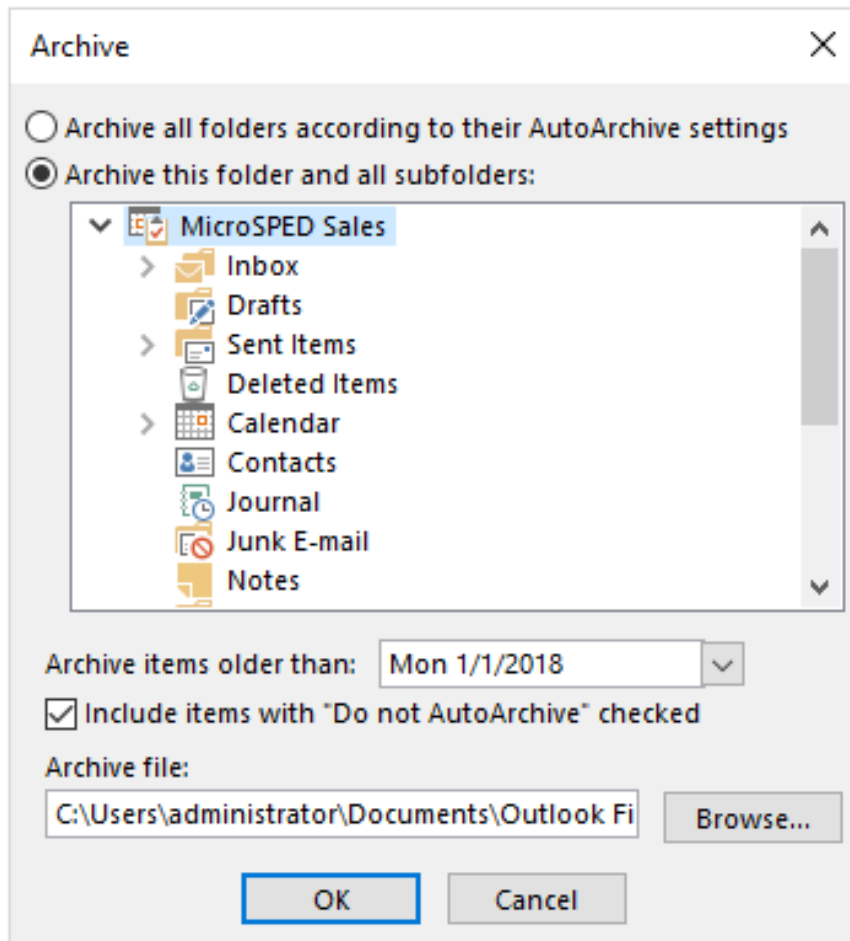 Archive
Archive all folders according to their AutoArchive settings
Archive this folder and all subfolders:
MicroSPED Sales
Inbox
Drafts
Sent Items
Deleted Items
Calendar
Contacts
Journal
Junk E-mail
Notes
Archive items older than: Mon 1/1/2018
Include items with "Do not AutoArchive" checked
Archive file:
C:\Users\administrator\Documents\Outlook Fi Browse...
OK Cancel